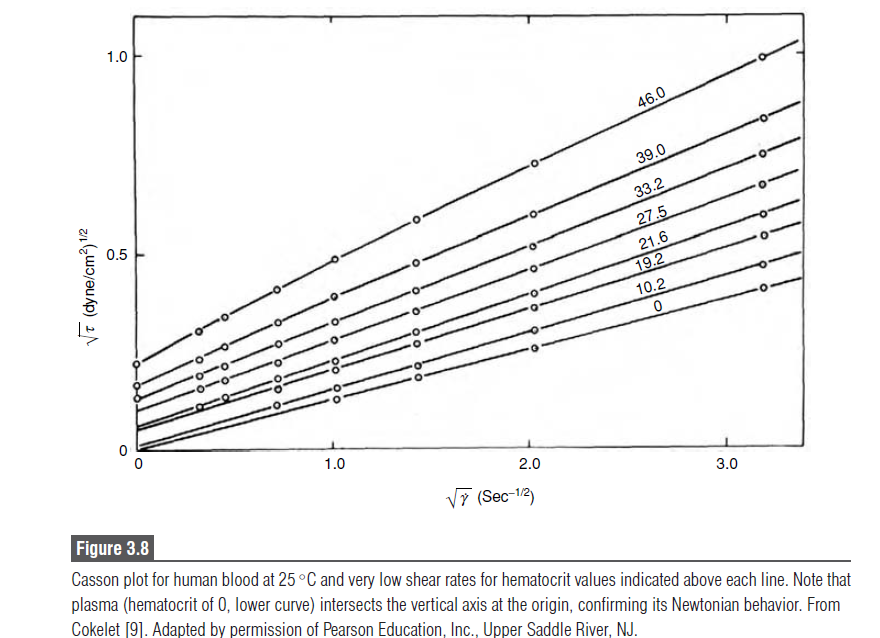 1.0
46.0
39.0
33.2
27.5
21.6
19.2
10.2
0
0.5
√τ (dyne/cm²)^1/2
0
0
1.0
2.0
3.0
√γ̇ (Sec⁻¹/²)
Figure 3.8
Casson plot for human blood at 25 °C and very low shear rates for hematocrit values indicated above each line. Note that
plasma (hematocrit of 0, lower curve) intersects the vertical axis at the origin, confirming its Newtonian behavior. From
Cokelet [9]. Adapted by permission of Pearson Education, Inc., Upper Saddle River, NJ.